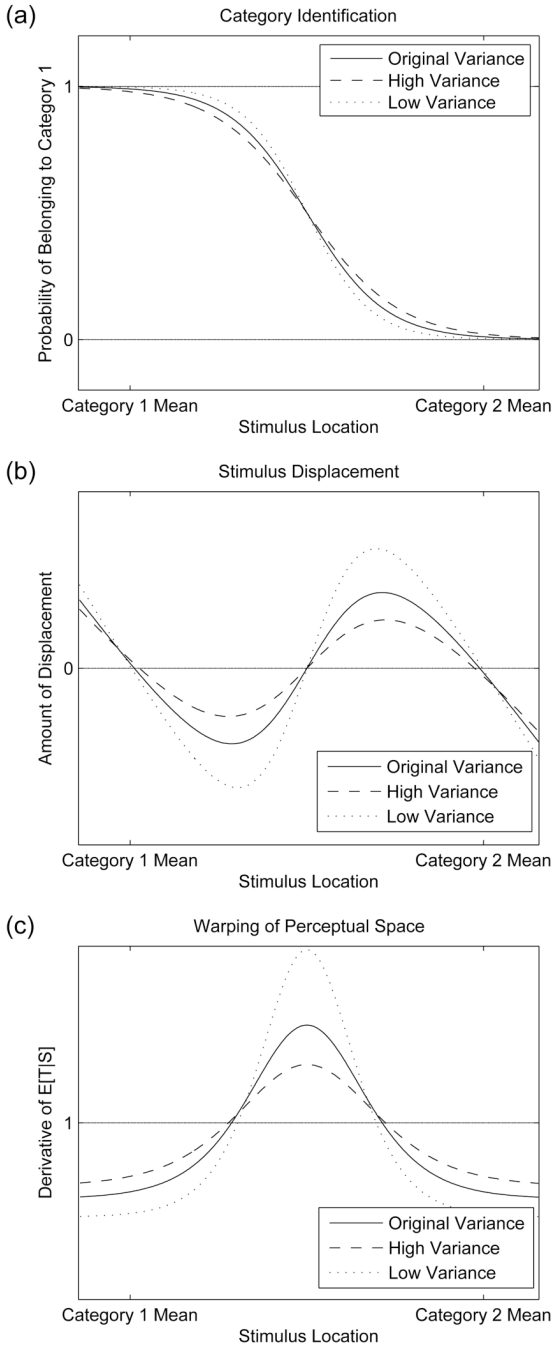 (a)
Category Identification
Probability of Belonging to Category 1
1
0
Original Variance
High Variance
Low Variance
Category 1 Mean
Category 2 Mean
Stimulus Location
(b)
Stimulus Displacement
Amount of Displacement
0
Original Variance
High Variance
Low Variance
Category 1 Mean
Category 2 Mean
Stimulus Location
(c)
Warping of Perceptual Space
Derivative of E[T|S]
1
Original Variance
High Variance
Low Variance
Category 1 Mean
Category 2 Mean
Stimulus Location